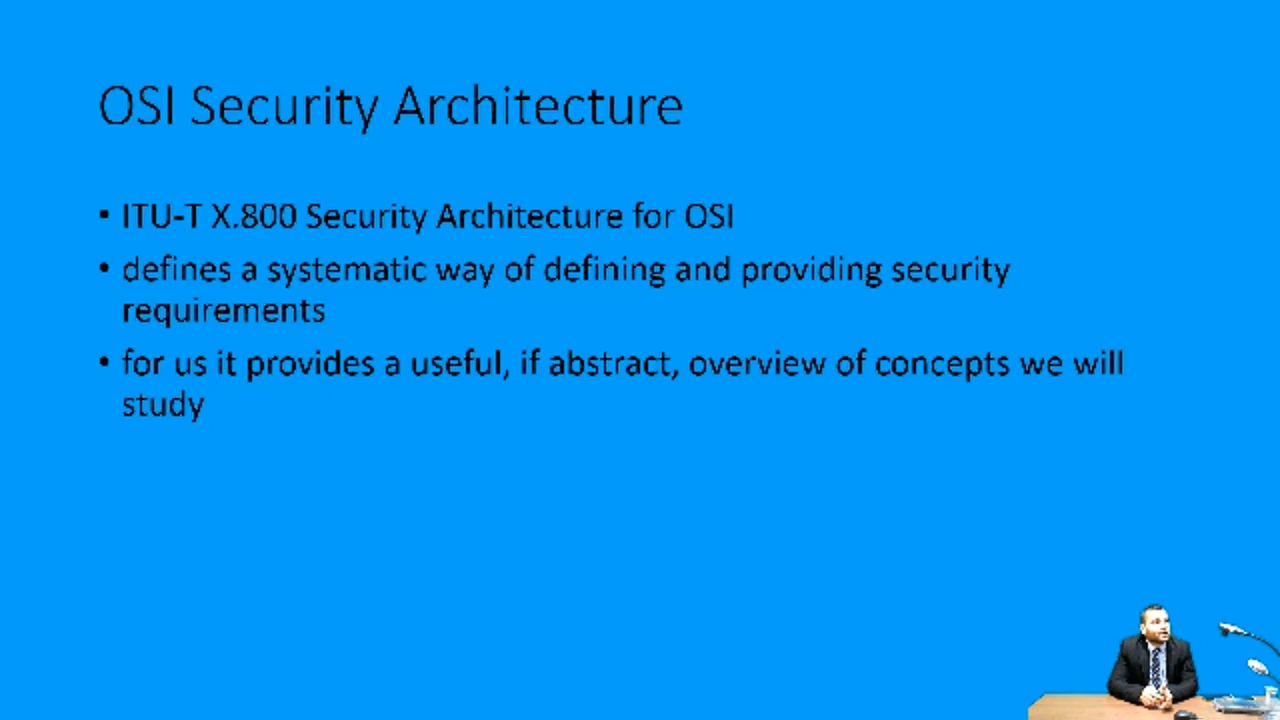 OSI Security Architecture
▪ ITU-T X.800 Security Architecture for OSI
• defines a systematic way of defining and providing security
requirements
• for us it provides a useful, if abstract, overview of concepts we will
study